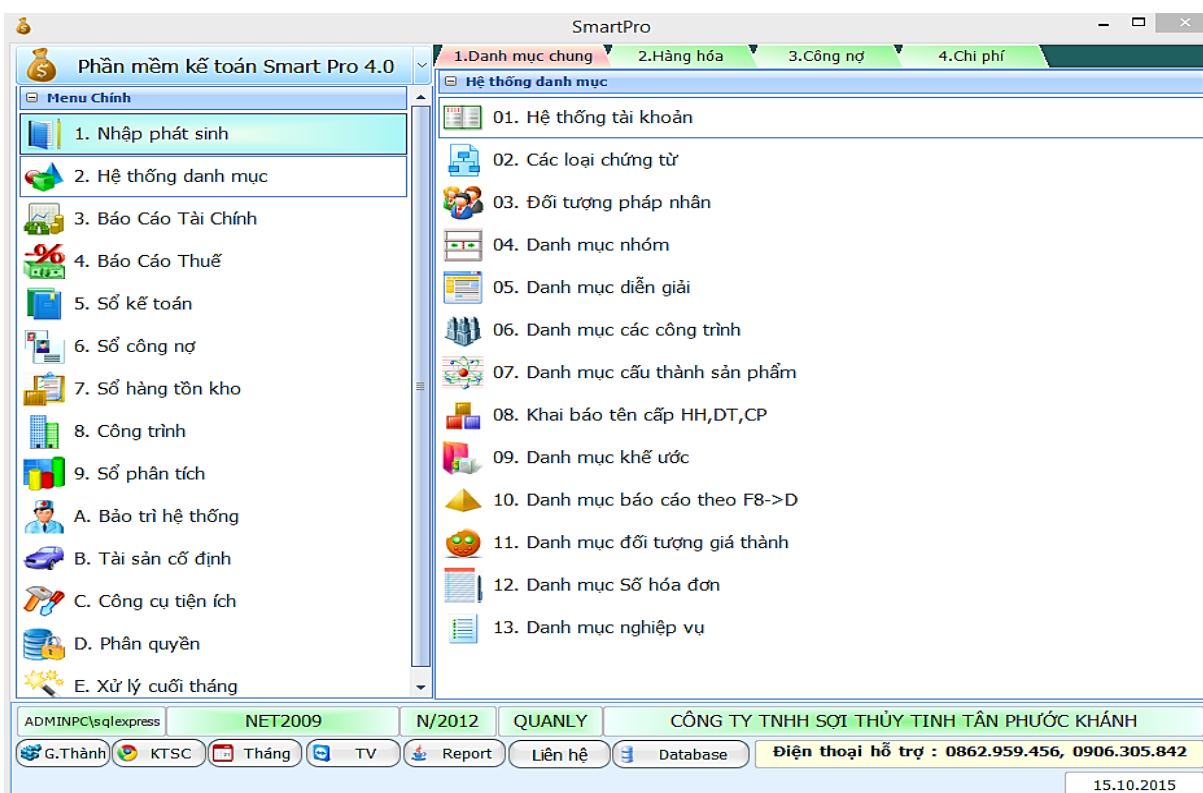 SmartPro
Phần mềm kế toán Smart Pro 4.0
Menu Chính
1. Nhập phát sinh
2. Hệ thống danh mục
3. Báo Cáo Tài Chính
4. Báo Cáo Thuế
5. Sổ kế toán
6. Sổ công nợ
7. Sổ hàng tồn kho
8. Công trình
9. Sổ phân tích
A. Bảo trì hệ thống
B. Tài sản cố định
C. Công cụ tiện ích
D. Phân quyền
E. Xử lý cuối tháng
1.Danh mục chung 2.Hàng hóa 3.Công nợ 4.Chi phí
Hệ thống danh mục
01. Hệ thống tài khoản
02. Các loại chứng từ
03. Đối tượng pháp nhân
04. Danh mục nhóm
05. Danh mục diễn giải
06. Danh mục các công trình
07. Danh mục cấu thành sản phẩm
08. Khai báo tên cấp HH,DT,CP
09. Danh mục khế ước
10. Danh mục báo cáo theo F8->D
11. Danh mục đối tượng giá thành
12. Danh mục Số hóa đơn
13. Danh mục nghiệp vụ
ADMINPC\sqlexpress NET2009 N/2012 QUANLY CÔNG TY TNHH SỢI THỦY TINH TÂN PHƯỚC KHÁNH
G.Thành KTSC Tháng TV Report Liên hệ Database Điện thoại hỗ trợ : 0862.959.456, 0906.305.842
15.10.2015